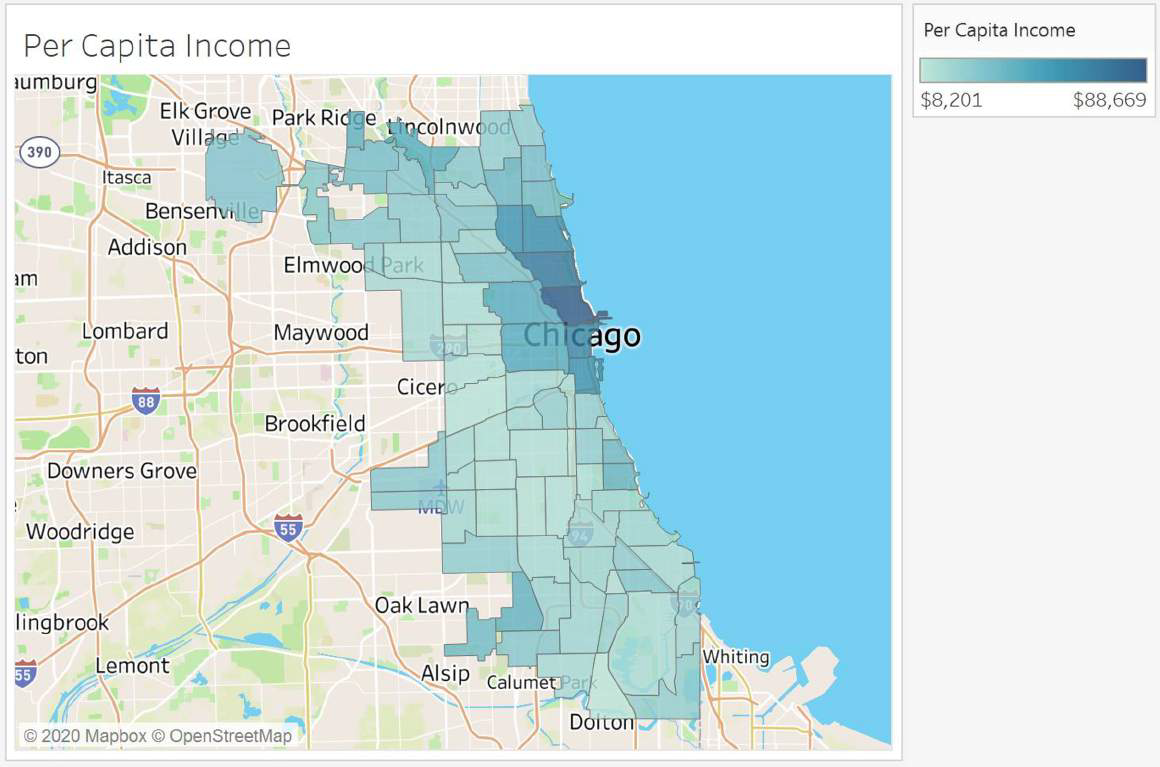 Per Capita Income
Per Capita Income
$8,201 $88,669
aumburg
Elk Grove
Village
Park Ridge
Lincolnwood
390
Itasca
Bensenville
Addison
am
Elmwood Park
Lombard
Maywood
Chicago
ton
290
Cicero
88
Brookfield
Downers Grove
MDW
Woodridge
55
94
Oak Lawn
llingbrook
Lemont
55
Alsip
Whiting
Calumet Park
Dolton
© 2020 Mapbox © OpenStreetMap